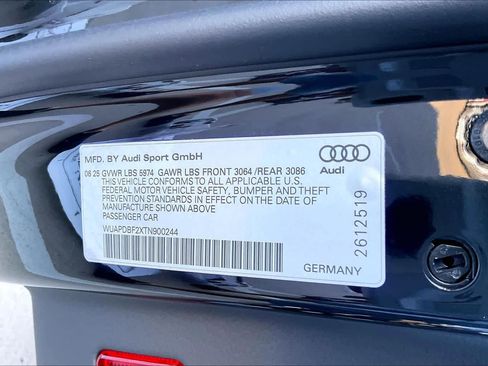 MFD. BY Audi Sport GmbH
08 25 GVWR LBS 5974 GAWR LBS FRONT 3064 /REAR 3086
THIS VEHICLE CONFORMS TO ALL APPLICABLE U.S.
FEDERAL MOTOR VEHICLE SAFETY, BUMPER AND THEFT
PREVENTION STANDARDS IN EFFECT ON THE DATE OF
MANUFACTURE SHOWN ABOVE.
PASSENGER CAR
WUAPDBF2XTN900244
Audi
2612519
GERMANY